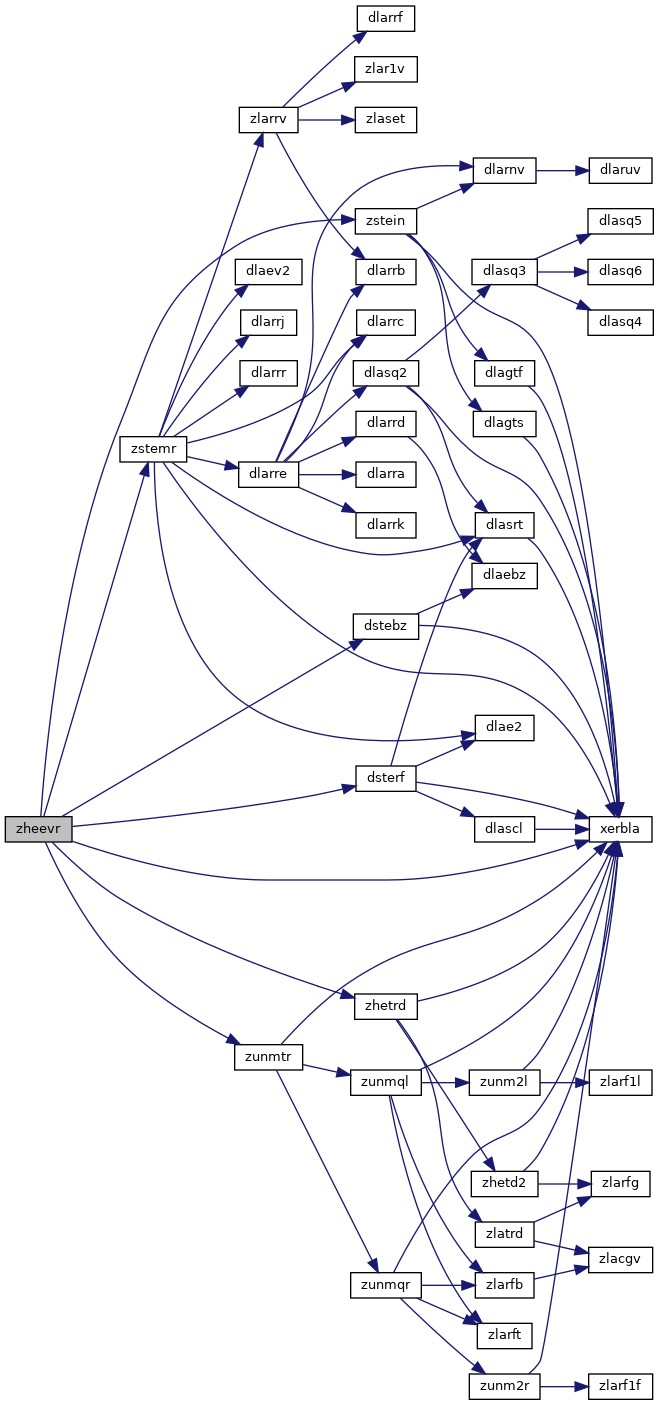 dlarrf
zlar1v
zlarrv
zlaset
dlarnv
dlaruv
zstein
dlasq5
dlaev2
dlarrb
dlasq3
dlasq6
dlarrj
dlarrc
dlasq4
dlarrr
dlasq2
dlagtf
dlarrd
dlagts
zstemr
dlarre
dlarra
dlarrk
dlasrt
dlaebz
dstebz
dlae2
dsterf
zheevr
dlascl
xerbla
zhetrd
zunmtr
zunmql
zunm2l
zlarf1l
zhetd2
zlarfg
zlatrd
zlacgv
zunmqr
zlarfb
zlarft
zunm2r
zlarf1f